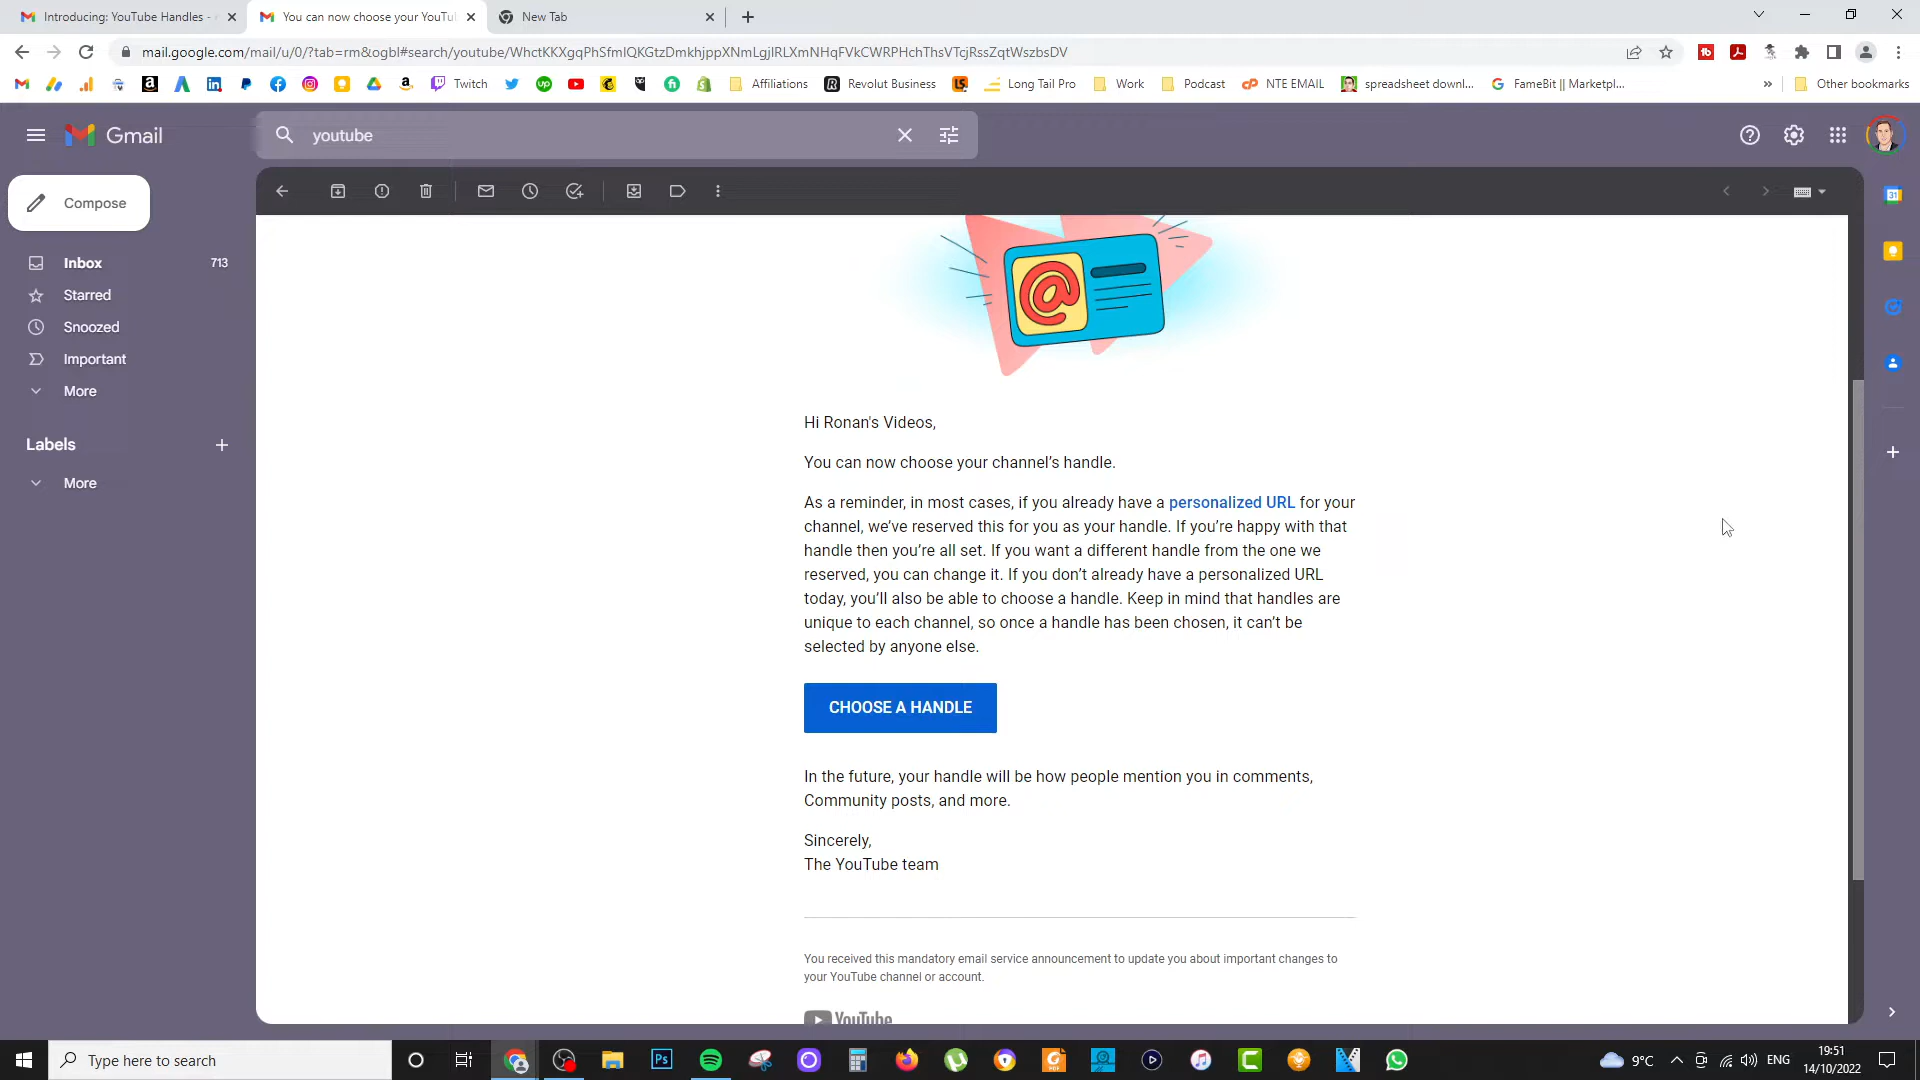 Introducing: YouTube Handles -
You can now choose your YouTu
New Tab
mail.google.com/mail/u/0/?tab=rm&ogbl#search/youtube/WhctKKXgqPhSfmlQKGtzDmkhjppXNmLgjlRLXmNHqFVkCWRPHchThsVTcjRssZqtWszbsDV
Twitch
Affiliations
Revolut Business
Long Tail Pro
Work
Podcast
NTE EMAIL
spreadsheet downl...
FameBit || Marketpl...
»
Other bookmarks
Gmail
youtube
Compose
Inbox 713
Starred
Snoozed
Important
More
Labels
More
@
Hi Ronan's Videos,
You can now choose your channel’s handle.
As a reminder, in most cases, if you already have a personalized URL for your
channel, we’ve reserved this for you as your handle. If you’re happy with that
handle then you’re all set. If you want a different handle from the one we
reserved, you can change it. If you don’t already have a personalized URL
today, you’ll also be able to choose a handle. Keep in mind that handles are
unique to each channel, so once a handle has been chosen, it can’t be
selected by anyone else.
CHOOSE A HANDLE
In the future, your handle will be how people mention you in comments,
Community posts, and more.
Sincerely,
The YouTube team
You received this mandatory email service announcement to update you about important changes to
your YouTube channel or account.
YouTube
31
Type here to search
Ps
9°C
ENG
19:51
14/10/2022